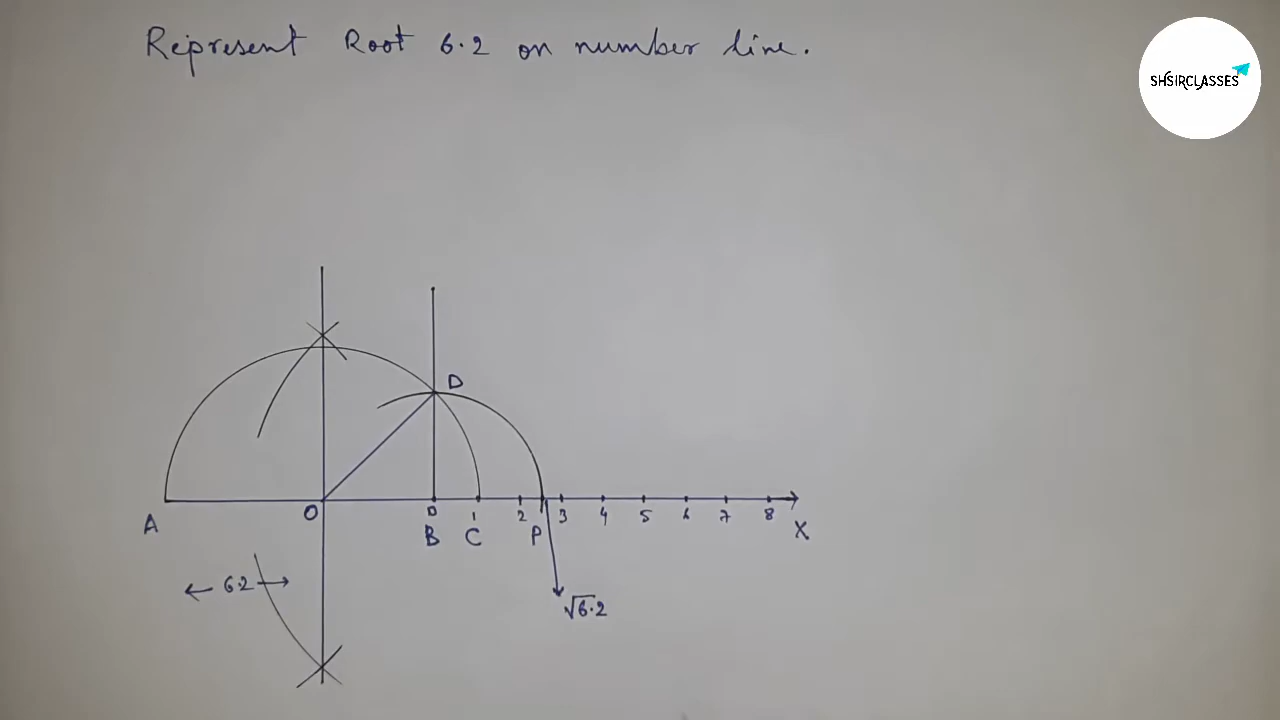 Represent Root 6.2 on number line.
SHSIRCLASSES
D
O
0 1 2 3 4 5 6 7 8
A B C P X
← 6.2 →
√6.2